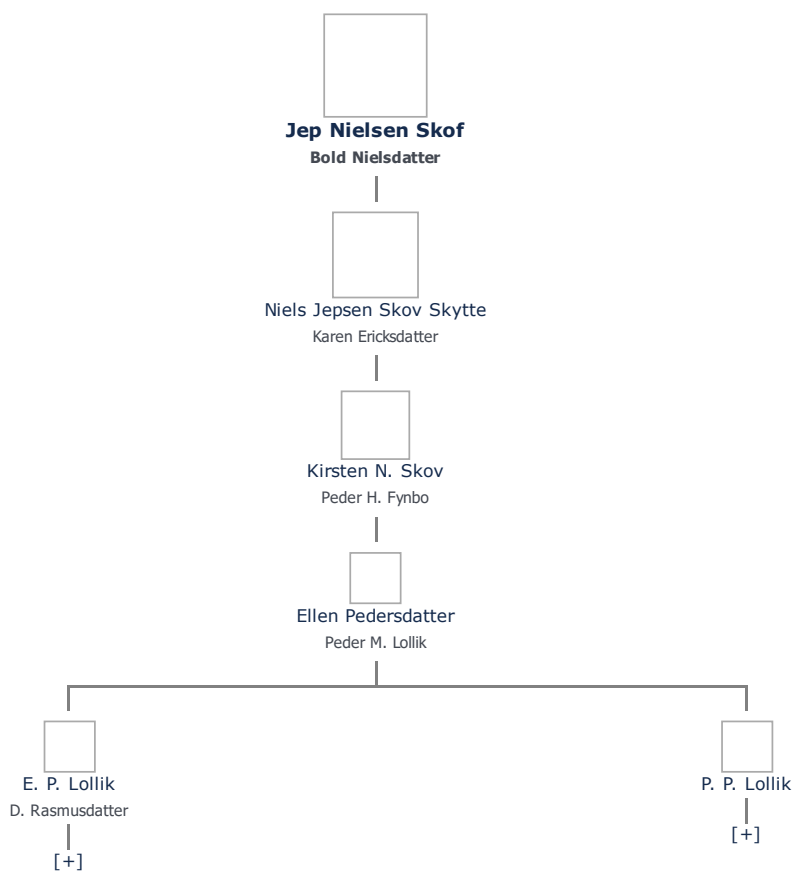 Jep Nielsen Skof
Bold Nielsdatter
Niels Jepsen Skov Skytte
Karen Ericksdatter
Kirsten N. Skov
Peder H. Fynbo
Ellen Pedersdatter
Peder M. Lollik
E. P. Lollik
D. Rasmusdatter
[+]
P. P. Lollik
[+]